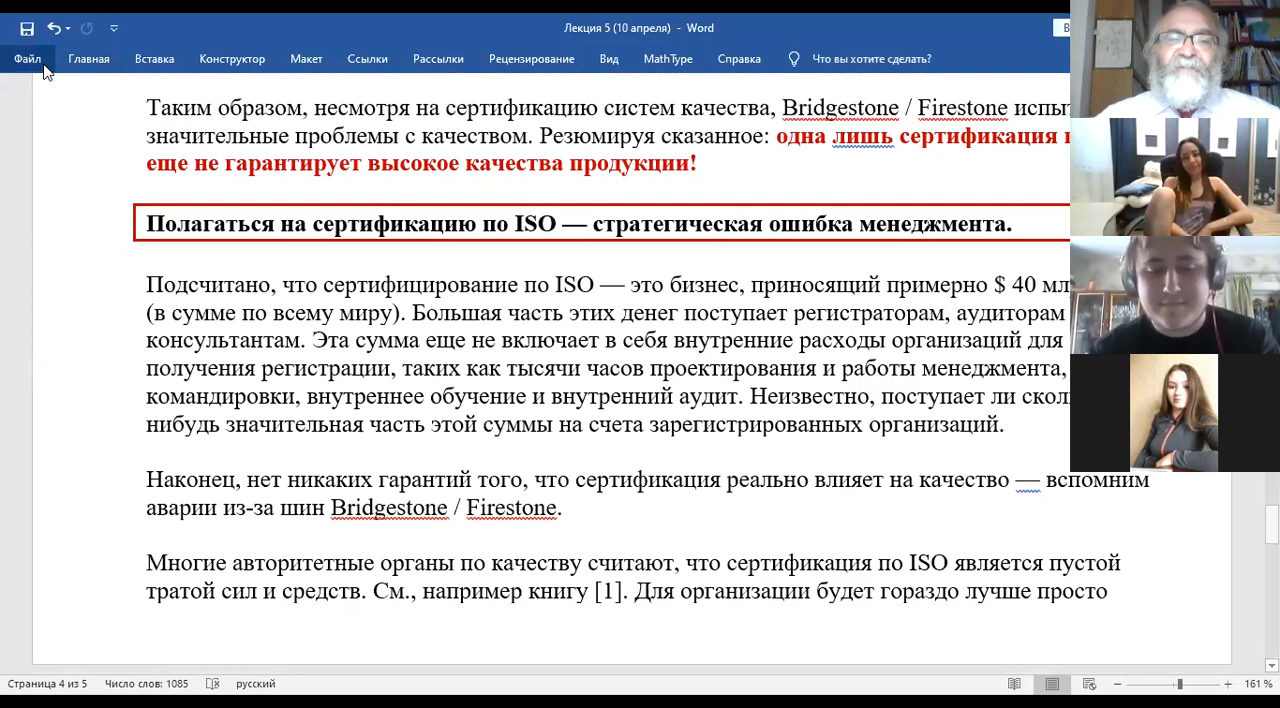 Лекция 5 (10 апреля) - Word
Файл Главная Вставка Конструктор Макет Ссылки Рассылки Рецензирование Вид MathType Справка Что вы хотите сделать?
Таким образом, несмотря на сертификацию систем качества, Bridgestone / Firestone
значительные проблемы с качеством. Резюмируя сказанное: одна лишь сертификация
еще не гарантирует высокое качества продукции!
Полагаться на сертификацию по ISO — стратегическая ошибка менеджмента.
Подсчитано, что сертифицирование по ISO — это бизнес, приносящий примерно $ 40
(в сумме по всему миру). Большая часть этих денег поступает регистраторам, аудиторам
консультантам. Эта сумма еще не включает в себя внутренние расходы организаций для
получения регистрации, таких как тысячи часов проектирования и работы менеджмента,
командировки, внутреннее обучение и внутренний аудит. Неизвестно, поступает ли
нибудь значительная часть этой суммы на счета зарегистрированных организаций.
Наконец, нет никаких гарантий того, что сертификация реально влияет на качество — вспомним
аварии из-за шин Bridgestone / Firestone.
Многие авторитетные органы по качеству считают, что сертификация по ISO является пустой
тратой сил и средств. См., например книгу [1]. Для организации будет гораздо лучше просто
Страница 4 из 5 Число слов: 1085 русский 161 %